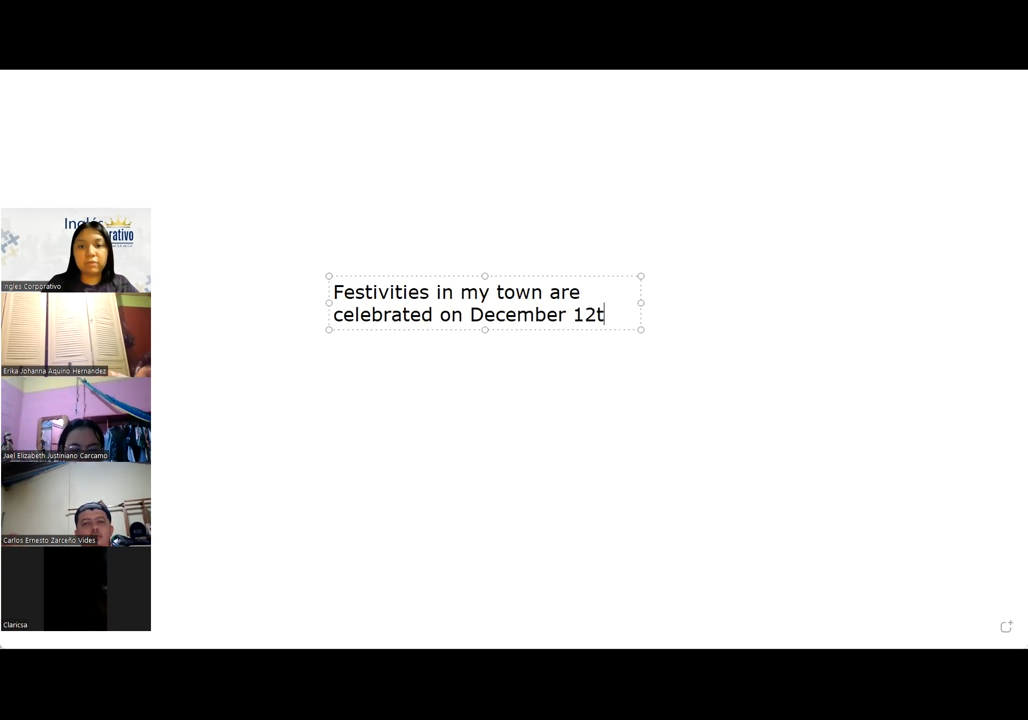 Inglés
rativo
Ingles Corporativo
Erika Johanna Aquino Hernandez
Jael Elizabeth Justiniano Carcamo
Carlos Ernesto Zarceño Vides
Claricsa
Festivities in my town are
celebrated on December 12t